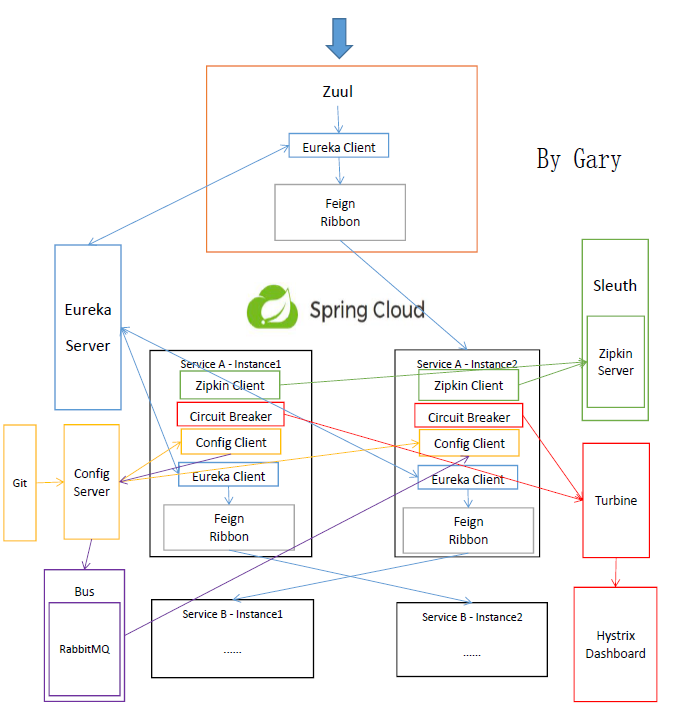 Zuul
Eureka Client
By Gary
Feign
Ribbon
Eureka
Server
Spring Cloud
Sleuth
Zipkin
Server
Service A - Instance1
Zipkin Client
Circuit Breaker
Config Client
Eureka Client
Feign
Ribbon
Service A - Instance2
Zipkin Client
Circuit Breaker
Config Client
Eureka Client
Feign
Ribbon
Git
Config
Server
Turbine
Bus
RabbitMQ
Service B - Instance1
......
Service B - Instance2
......
Hystrix
Dashboard